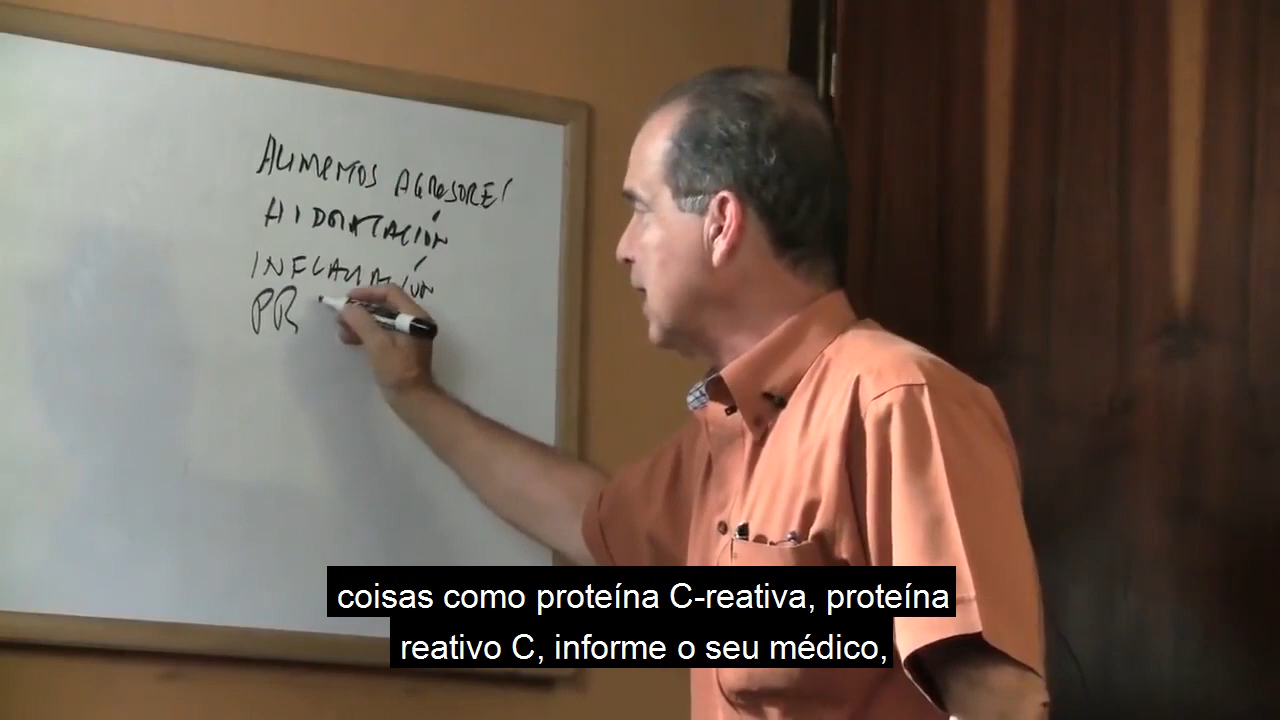 ALIMENTOS AGRESORES
HIDRATACIÓN
INFLAMACIÓN
PR
coisas como proteína C-reativa, proteína
reativo C, informe o seu médico,